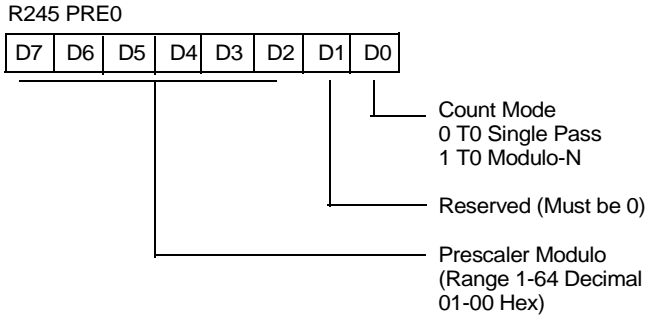 R245 PRE0
D7 D6 D5 D4 D3 D2 D1 D0
Count Mode
0 T0 Single Pass
1 T0 Modulo-N
Reserved (Must be 0)
Prescaler Modulo
(Range 1-64 Decimal
01-00 Hex)